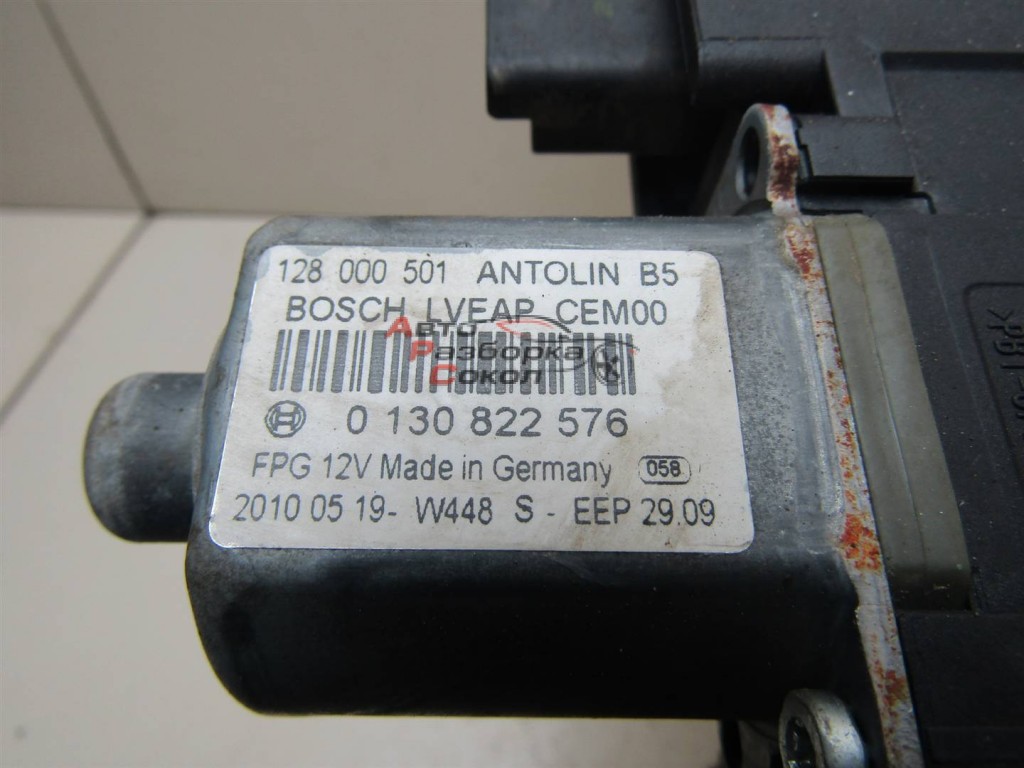 128 000 501 ANTOLIN B5
BOSCH LVEAP CEM00
Авто
Разборка
Сокол
0 130 822 576
FPG 12V Made in Germany 058
2010 05 19- W448 S - EEP 29.09